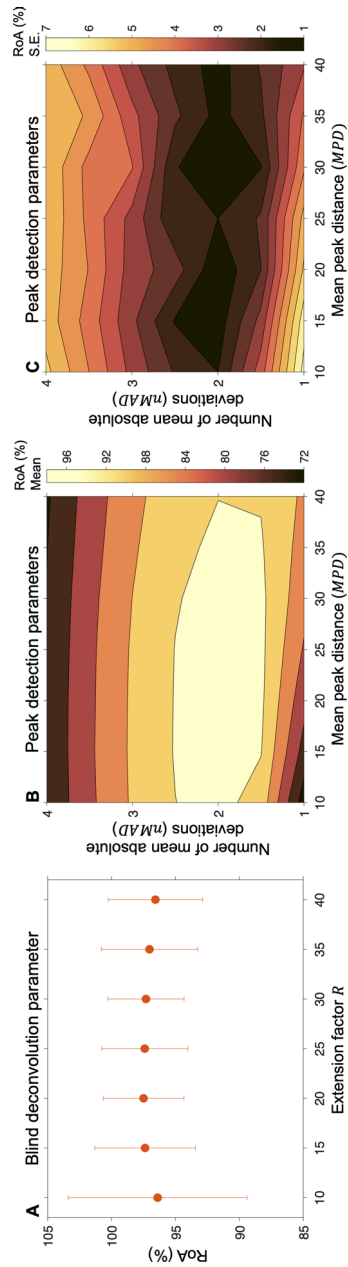 A
Blind deconvolution parameter
105
100
95
90
85
RoA (%)
10 15 20 25 30 35 40
Extension factor R
B
Peak detection parameters
4
3
2
1
Number of mean absolute
deviations (nMAD)
10 15 20 25 30 35 40
Mean peak distance (MPD)
RoA (%)
Mean
96
92
88
84
80
76
72
C
Peak detection parameters
4
3
2
1
Number of mean absolute
deviations (nMAD)
10 15 20 25 30 35 40
Mean peak distance (MPD)
RoA (%)
S.E.
7
6
5
4
3
2
1